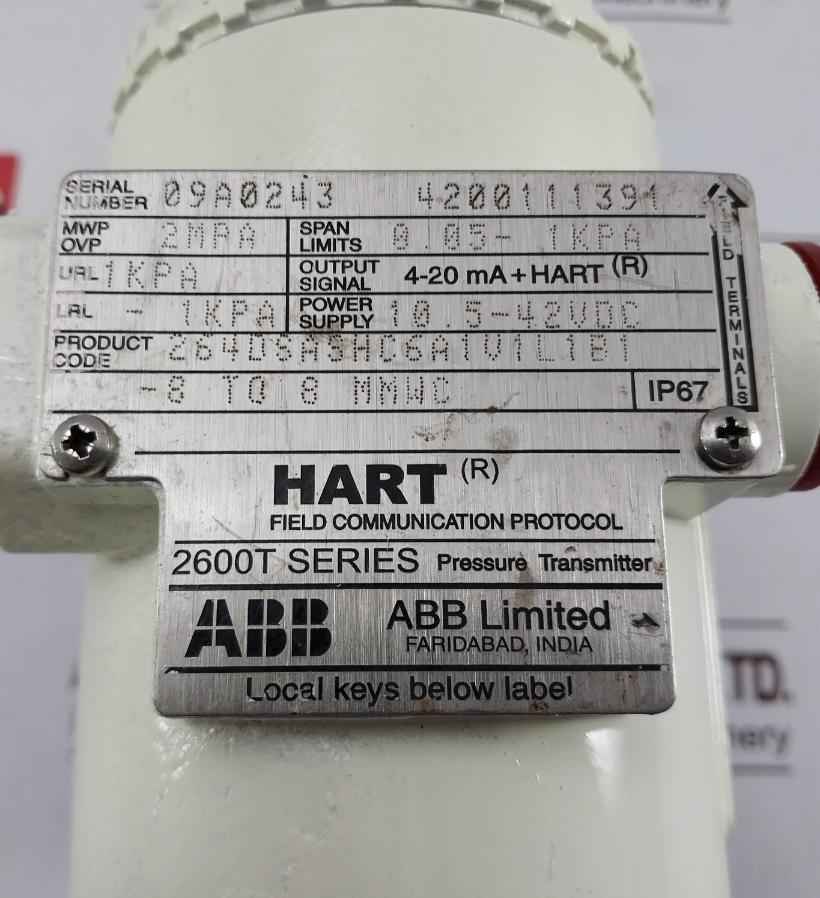 SERIAL NUMBER 09A0243 4200111391
MWP OVP 2MPA SPAN LIMITS 0.05- 1KPA
URL 1KPA OUTPUT SIGNAL 4-20 mA+HART (R)
LRL - 1KPA POWER SUPPLY 10.5-42VDC
PRODUCT CODE 264DSASHC6A1V1L1B1
-8 TO 8 MMWC IP67
FIELD TERMINALS
HART (R)
FIELD COMMUNICATION PROTOCOL
2600T SERIES Pressure Transmitter
ABB ABB Limited
FARIDABAD, INDIA
Local keys below label
TD.